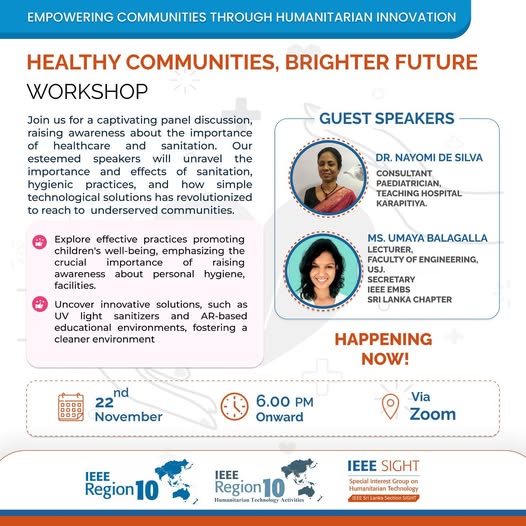 EMPOWERING COMMUNITIES THROUGH HUMANITARIAN INNOVATION
HEALTHY COMMUNITIES, BRIGHTER FUTURE
WORKSHOP
Join us for a captivating panel discussion,
raising awareness about the importance
of healthcare and sanitation. Our
esteemed speakers will unravel the
importance and effects of sanitation,
hygienic practices, and how simple
technological solutions has revolutionized
to reach to underserved communities.
Explore effective practices promoting
children's well-being, emphasizing the
crucial importance of raising
awareness about personal hygiene,
facilities.
Uncover innovative solutions, such as
UV light sanitizers and AR-based
educational environments, fostering a
cleaner environment
GUEST SPEAKERS
DR. NAYOMI DE SILVA
CONSULTANT
PAEDIATRICIAN,
TEACHING HOSPITAL
KARAPITIYA.
MS. UMAYA BALAGALLA
LECTURER,
FACULTY OF ENGINEERING,
USJ.
SECRETARY
IEEE EMBS
SRI LANKA CHAPTER
HAPPENING
NOW!
22nd
November
6.00 PM
Onward
Via
Zoom
IEEE
Region 10
IEEE
Region 10
Humanitarian Technology Activities
IEEE SIGHT
Special Interest Group on
Humanitarian Technology
IEEE Sri Lanka Section SIGHT